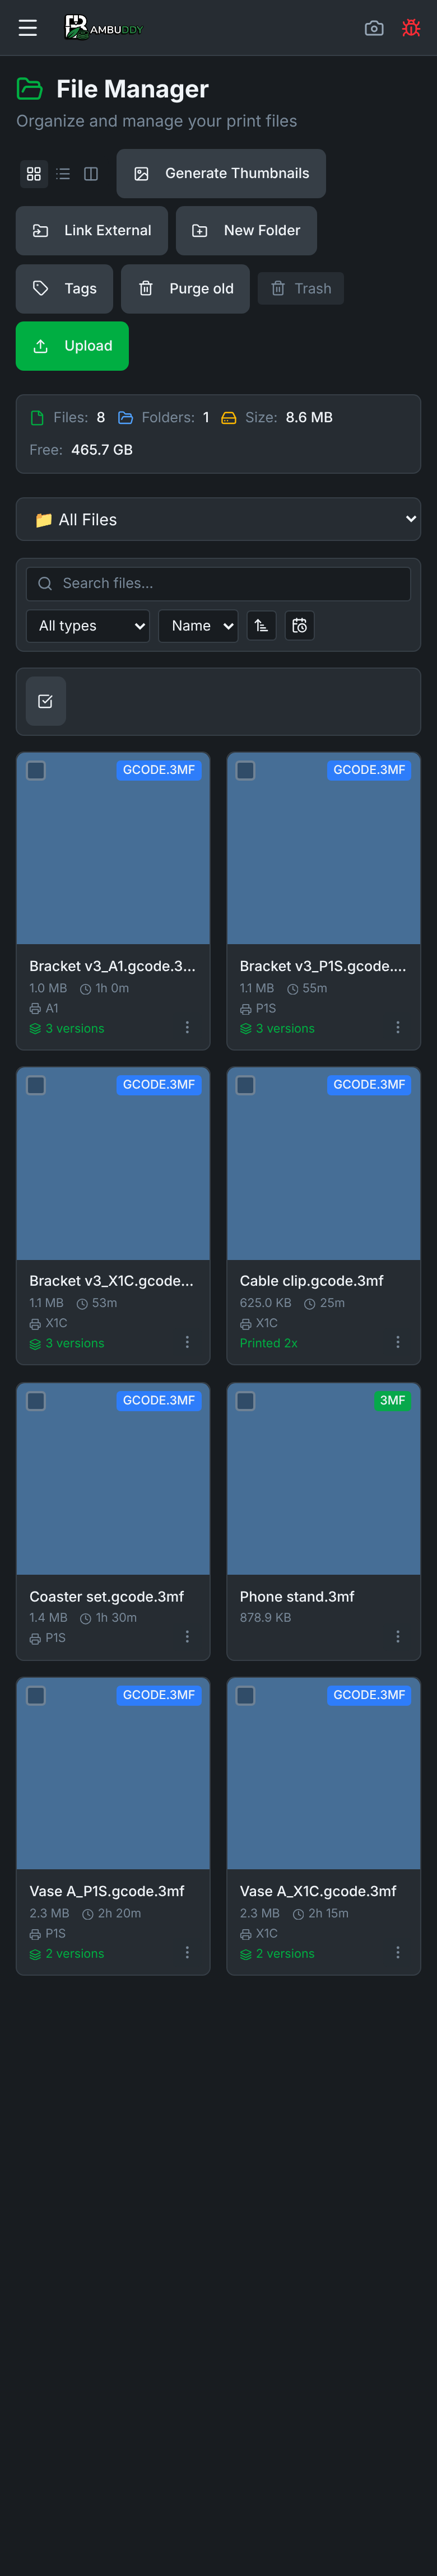 BAMBUDDY
File Manager
Organize and manage your print files
Generate Thumbnails
Link External
New Folder
Tags
Purge old
Trash
Upload
Files: 8 Folders: 1 Size: 8.6 MB
Free: 465.7 GB
All Files
Search files...
All types
Name
GCODE.3MF
Bracket v3_A1.gcode.3...
1.0 MB 1h 0m
A1
3 versions
GCODE.3MF
Bracket v3_P1S.gcode....
1.1 MB 55m
P1S
3 versions
GCODE.3MF
Bracket v3_X1C.gcode...
1.1 MB 53m
X1C
3 versions
GCODE.3MF
Cable clip.gcode.3mf
625.0 KB 25m
X1C
Printed 2x
GCODE.3MF
Coaster set.gcode.3mf
1.4 MB 1h 30m
P1S
3MF
Phone stand.3mf
878.9 KB
GCODE.3MF
Vase A_P1S.gcode.3mf
2.3 MB 2h 20m
P1S
2 versions
GCODE.3MF
Vase A_X1C.gcode.3mf
2.3 MB 2h 15m
X1C
2 versions